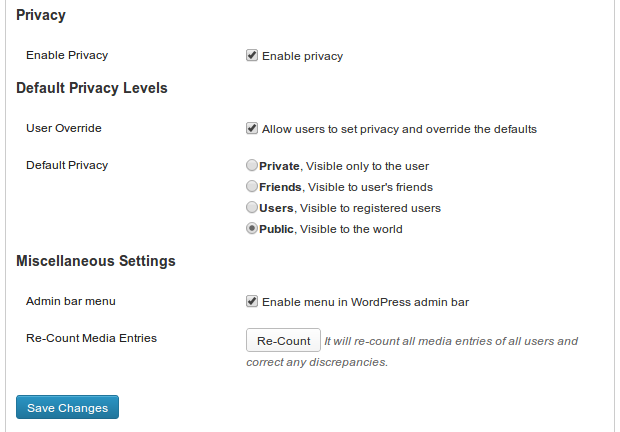 Privacy
Enable Privacy
Enable privacy
Default Privacy Levels
User Override
Allow users to set privacy and override the defaults
Default Privacy
Private, Visible only to the user
Friends, Visible to user's friends
Users, Visible to registered users
Public, Visible to the world
Miscellaneous Settings
Admin bar menu
Enable menu in WordPress admin bar
Re-Count Media Entries
Re-Count It will re-count all media entries of all users and
correct any discrepancies.
Save Changes